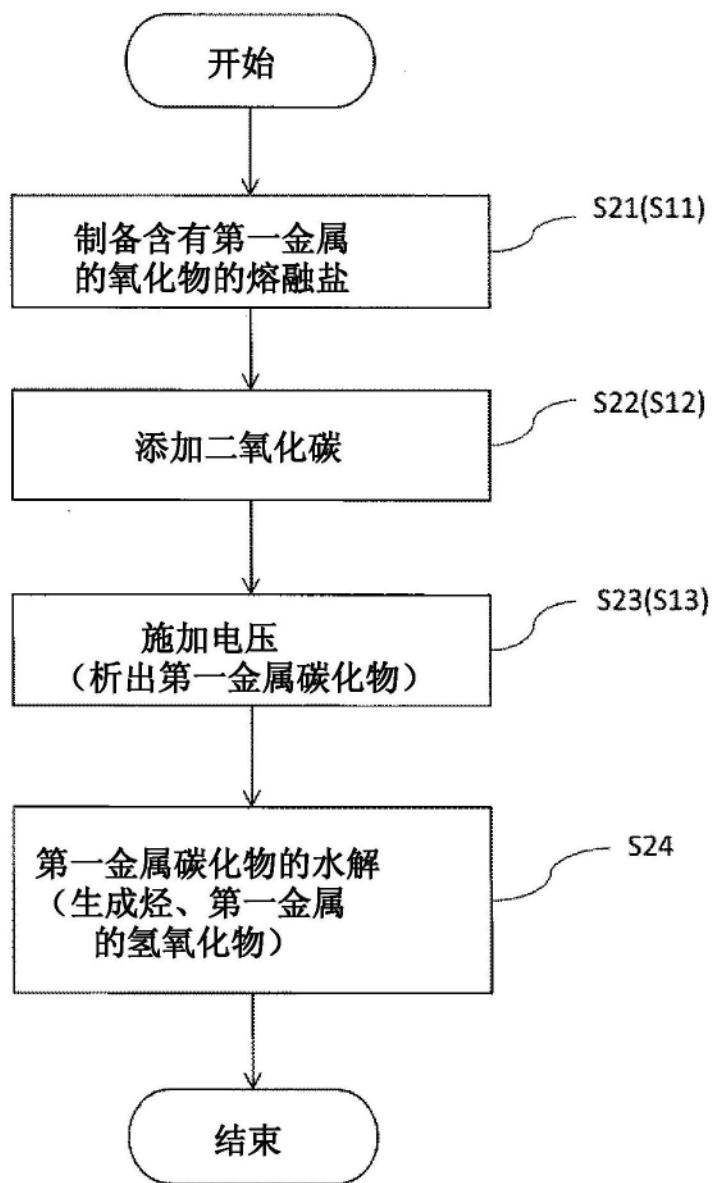 开始
制备含有第一金属
的氧化物的熔融盐
S21(S11)
添加二氧化碳
S22(S12)
施加电压
（析出第一金属碳化物）
S23(S13)
第一金属碳化物的水解
（生成烃、第一金属
的氢氧化物）
S24
结束